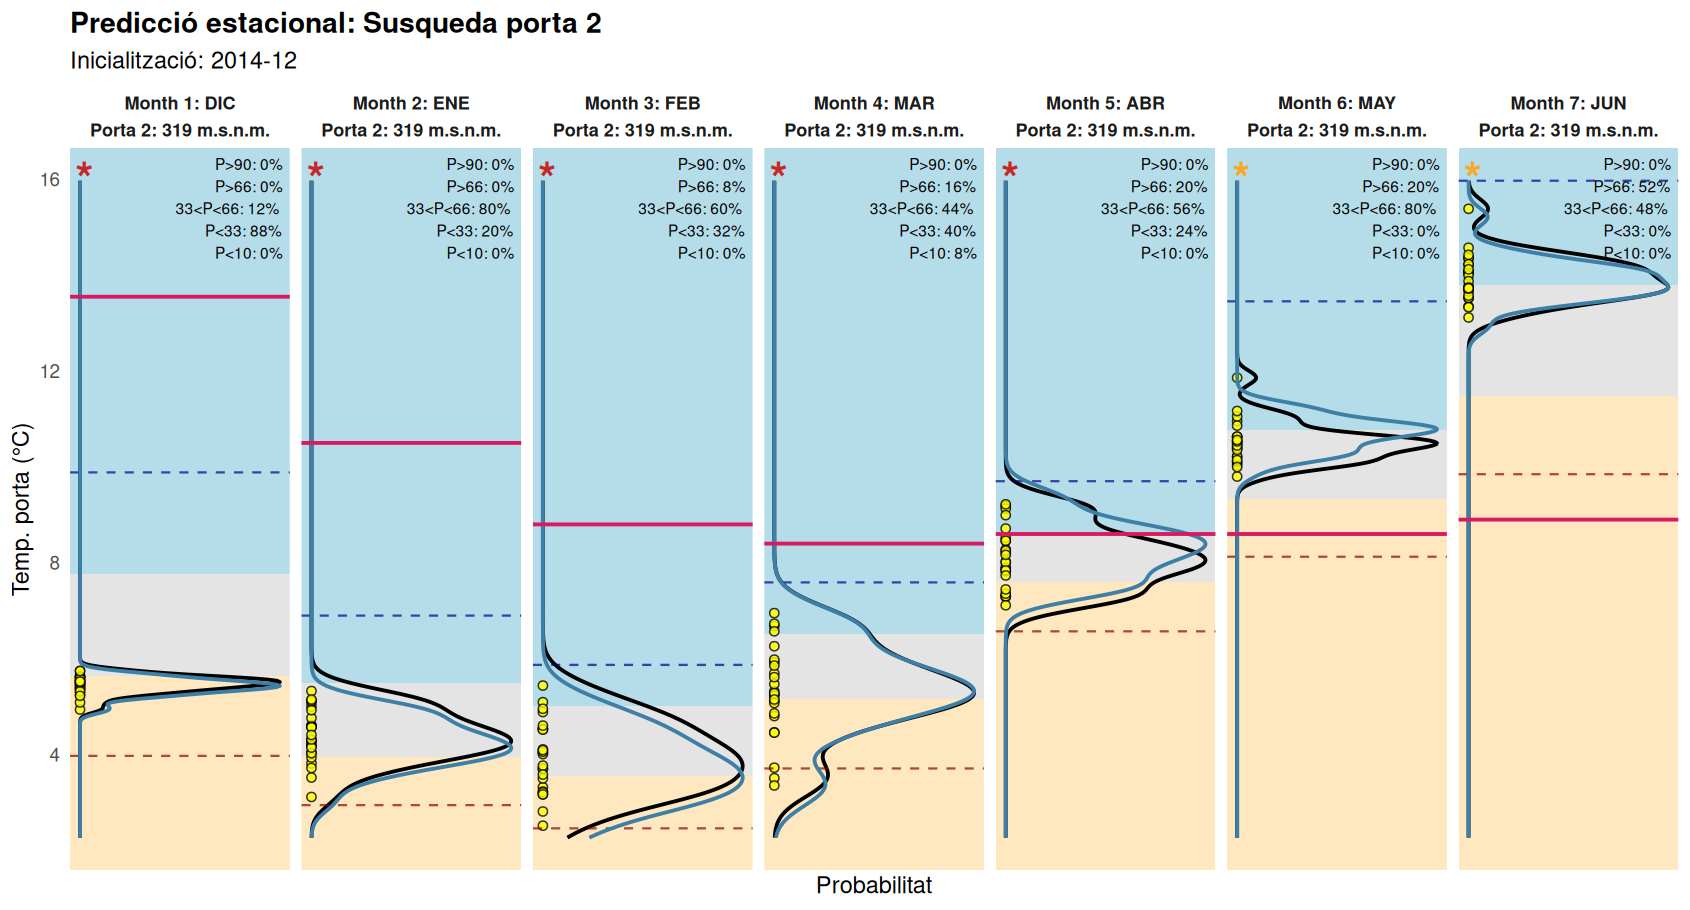 Predicció estacional: Susqueda porta 2
Inicialització: 2014-12
Month 1: DIC
Porta 2: 319 m.s.n.m.
Month 2: ENE
Porta 2: 319 m.s.n.m.
Month 3: FEB
Porta 2: 319 m.s.n.m.
Month 4: MAR
Porta 2: 319 m.s.n.m.
Month 5: ABR
Porta 2: 319 m.s.n.m.
Month 6: MAY
Porta 2: 319 m.s.n.m.
Month 7: JUN
Porta 2: 319 m.s.n.m.
*
P>90: 0%
P>66: 0%
33<P<66: 12%
P<33: 88%
P<10: 0%
*
P>90: 0%
P>66: 0%
33<P<66: 80%
P<33: 20%
P<10: 0%
*
P>90: 0%
P>66: 8%
33<P<66: 60%
P<33: 32%
P<10: 0%
*
P>90: 0%
P>66: 16%
33<P<66: 44%
P<33: 40%
P<10: 8%
*
P>90: 0%
P>66: 20%
33<P<66: 56%
P<33: 24%
P<10: 0%
*
P>90: 0%
P>66: 20%
33<P<66: 80%
P<33: 0%
P<10: 0%
*
P>90: 0%
P>66: 52%
33<P<66: 48%
P<33: 0%
P<10: 0%
16
12
8
4
Temp. porta (°C)
Probabilitat